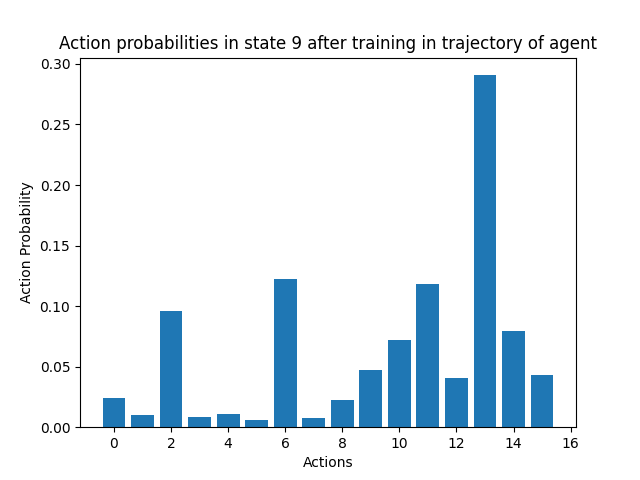 Action probabilities in state 9 after training in trajectory of agent
0.30
0.25
0.20
0.15
0.10
0.05
0.00
Action Probability
0 2 4 6 8 10 12 14 16
Actions